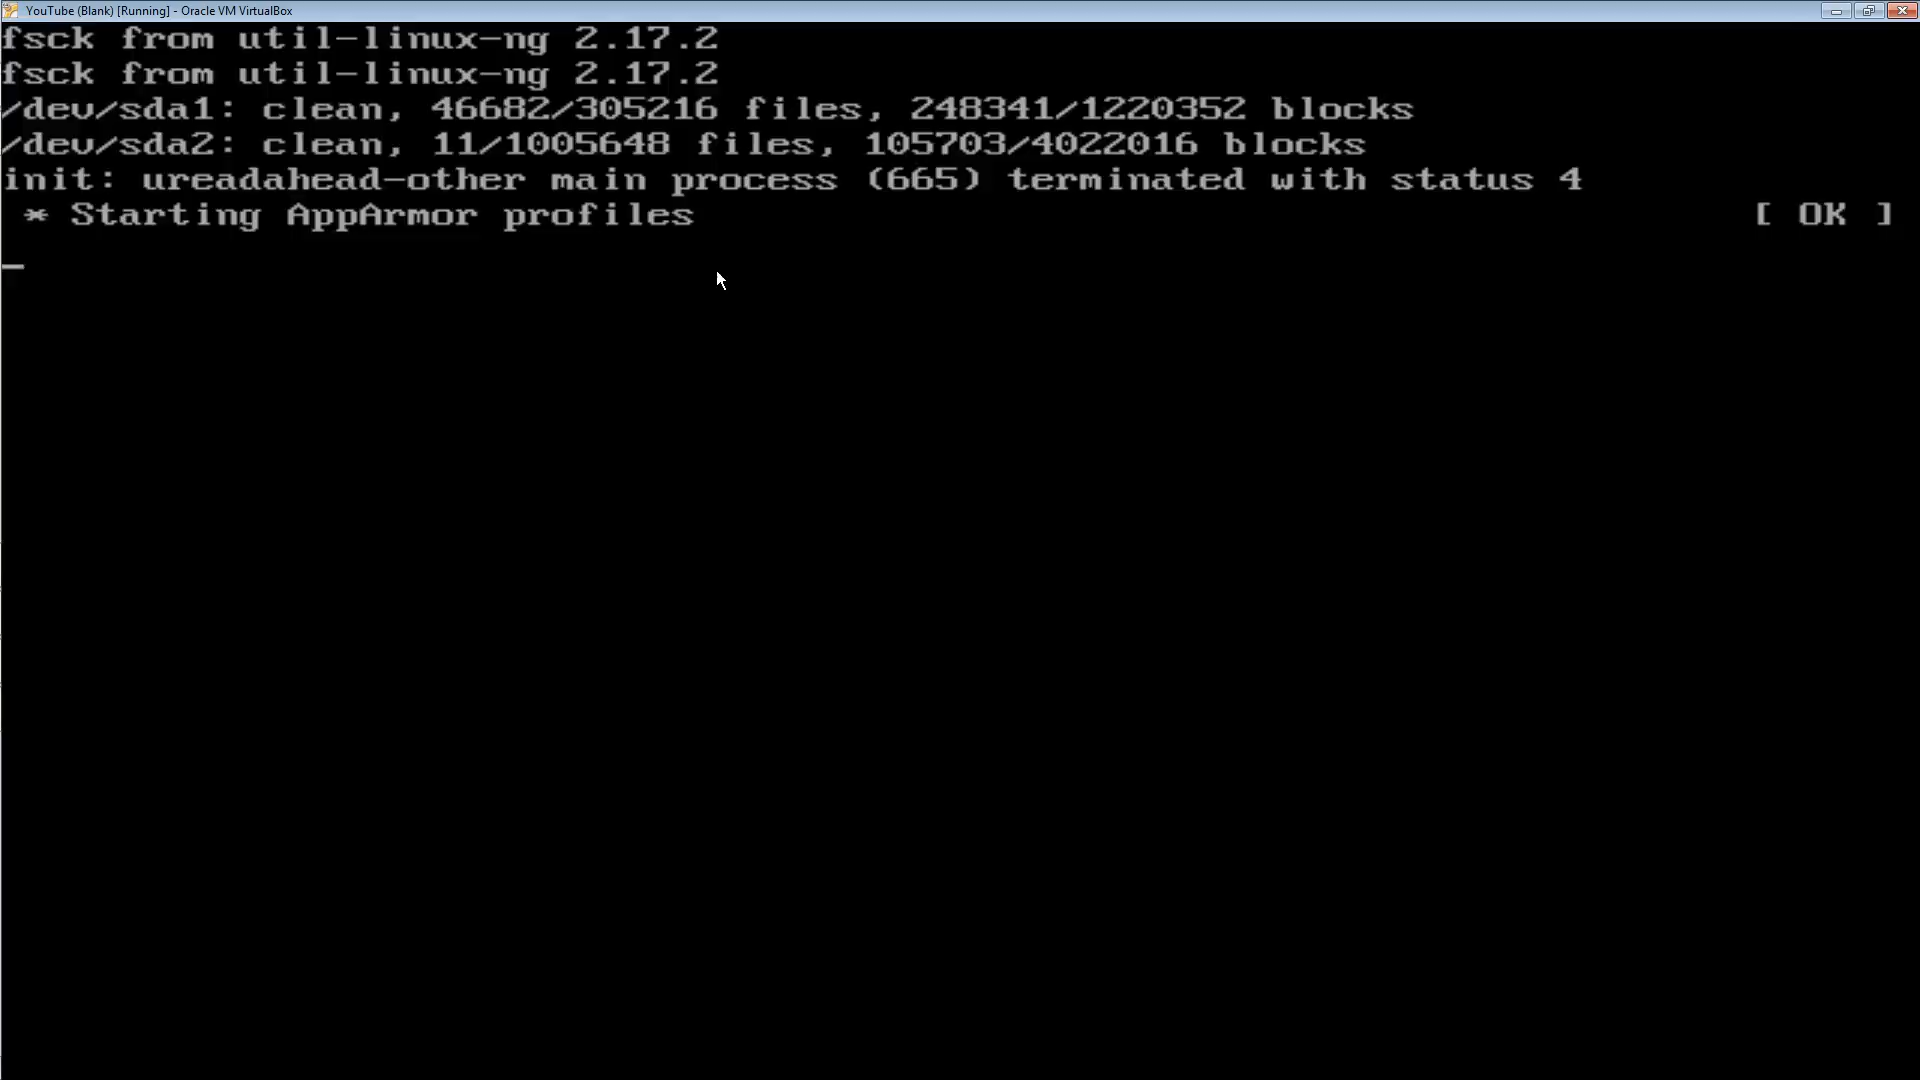 YouTube (Blank) [Running] - Oracle VM VirtualBox
fsck from util-linux-ng 2.17.2
fsck from util-linux-ng 2.17.2
/dev/sda1: clean, 46682/305216 files, 248341/1220352 blocks
/dev/sda2: clean, 11/1005648 files, 105703/4022016 blocks
init: ureadahead-other main process (665) terminated with status 4
* Starting AppArmor profiles [ OK ]